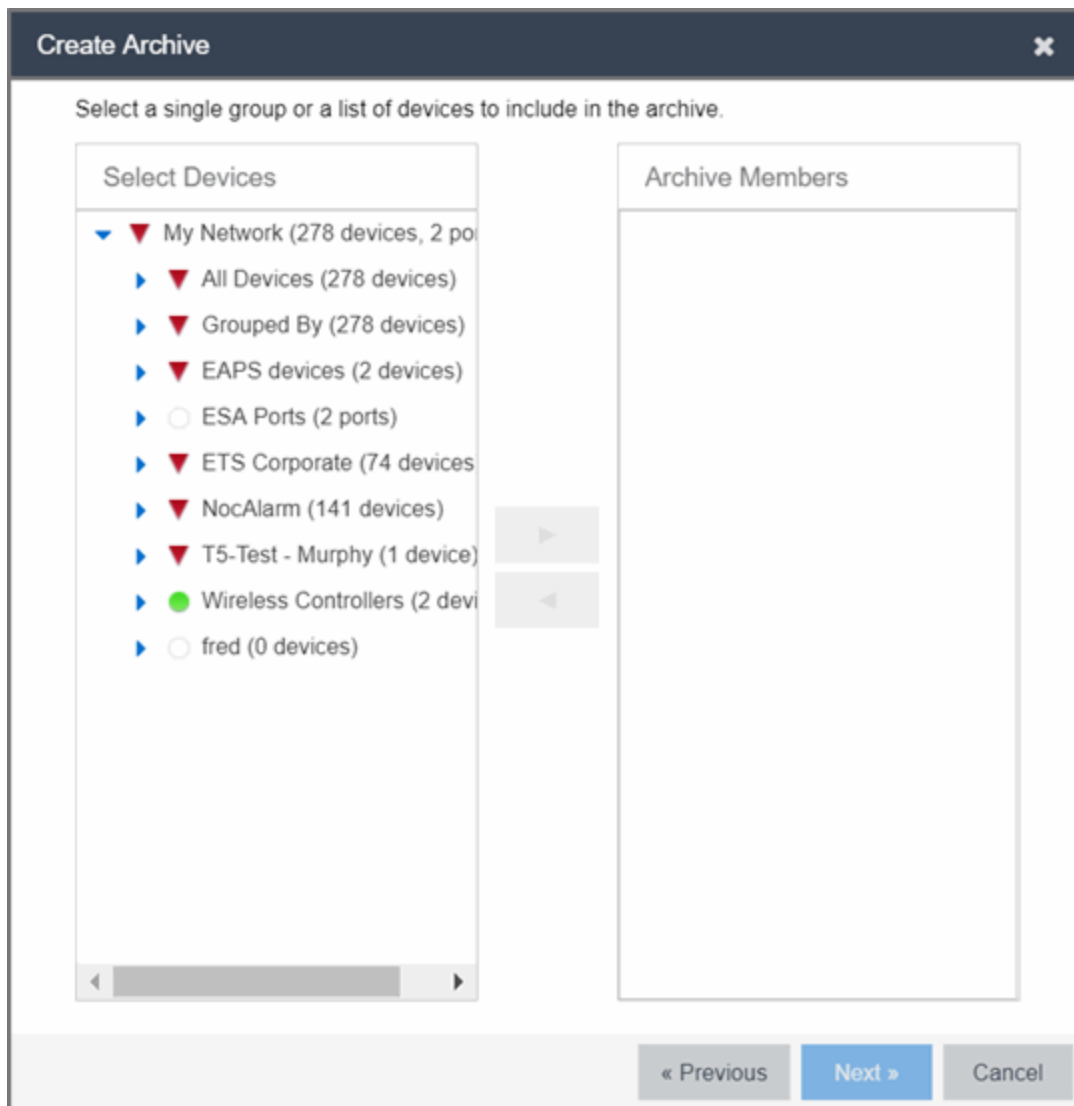 Create Archive
Select a single group or a list of devices to include in the archive.
Select Devices
Archive Members
My Network (278 devices, 2 por
All Devices (278 devices)
Grouped By (278 devices)
EAPS devices (2 devices)
ESA Ports (2 ports)
ETS Corporate (74 devices
NocAlarm (141 devices)
T5-Test - Murphy (1 device)
Wireless Controllers (2 devi
fred (0 devices)
« Previous
Next »
Cancel